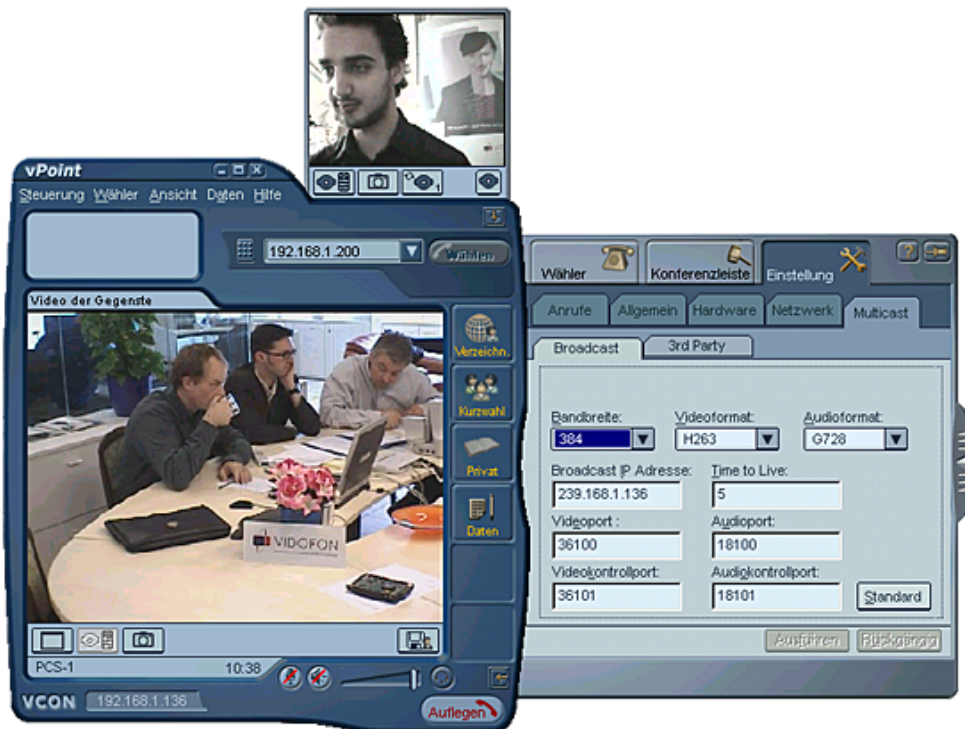 vPoint
Steuerung Wähler Ansicht Daten Hilfe
192.168.1.200
Wählen
Video der Gegenste
Verzeichn.
Kurzwahl
Privat
Daten
VIDOFON
PCS-1 10:38
VCON 192.168.1.136
Auflegen
Wähler Konferenzleiste Einstellung
Anrufe Allgemein Hardware Netzwerk Multicast
Broadcast 3rd Party
Bandbreite: Videoformat: Audioformat:
384 H263 G728
Broadcast IP Adresse: Time to Live:
239.168.1.136 5
Videoport : Audioport:
36100 18100
Videokontrollport: Audiokontrollport:
36101 18101 Standard
Ausführen Rückgängig